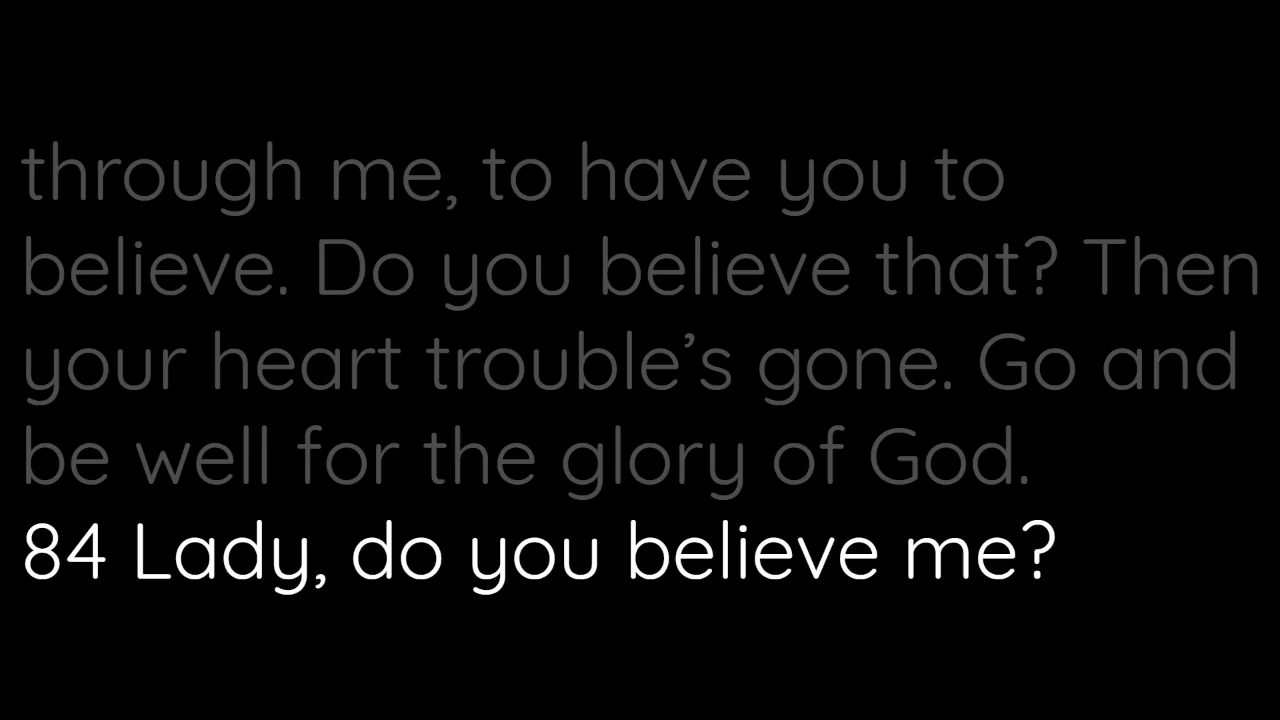 through me, to have you to
believe. Do you believe that? Then
your heart trouble’s gone. Go and
be well for the glory of God.
84 Lady, do you believe me?